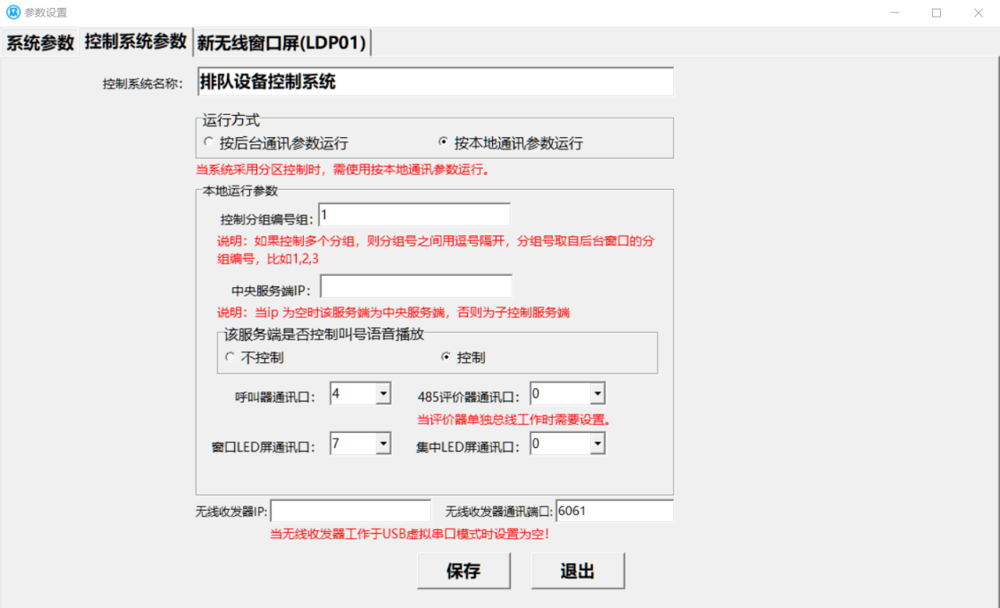 参数设置
系统参数 控制系统参数 新无线窗口屏(LDP01)
控制系统名称： 排队设备控制系统
运行方式
按后台通讯参数运行 按本地通讯参数运行
当系统采用分区控制时，需使用按本地通讯参数运行。
本地运行参数
控制分组编号组： 1
说明：如果控制多个分组，则分组号之间用逗号隔开，分组号取自后台窗口的分
组编号，比如1,2,3
中央服务端IP：
说明：当ip 为空时该服务端为中央服务端，否则为子控制服务端
该服务端是否控制叫号语音播放
不控制 控制
呼叫器通讯口： 4 485评价器通讯口： 0
当评价器单独总线工作时需要设置。
窗口LED屏通讯口： 7 集中LED屏通讯口： 0
无线收发器IP: 无线收发器通讯端口: 6061
当无线收发器工作于USB虚拟串口模式时设置为空!
保存 退出